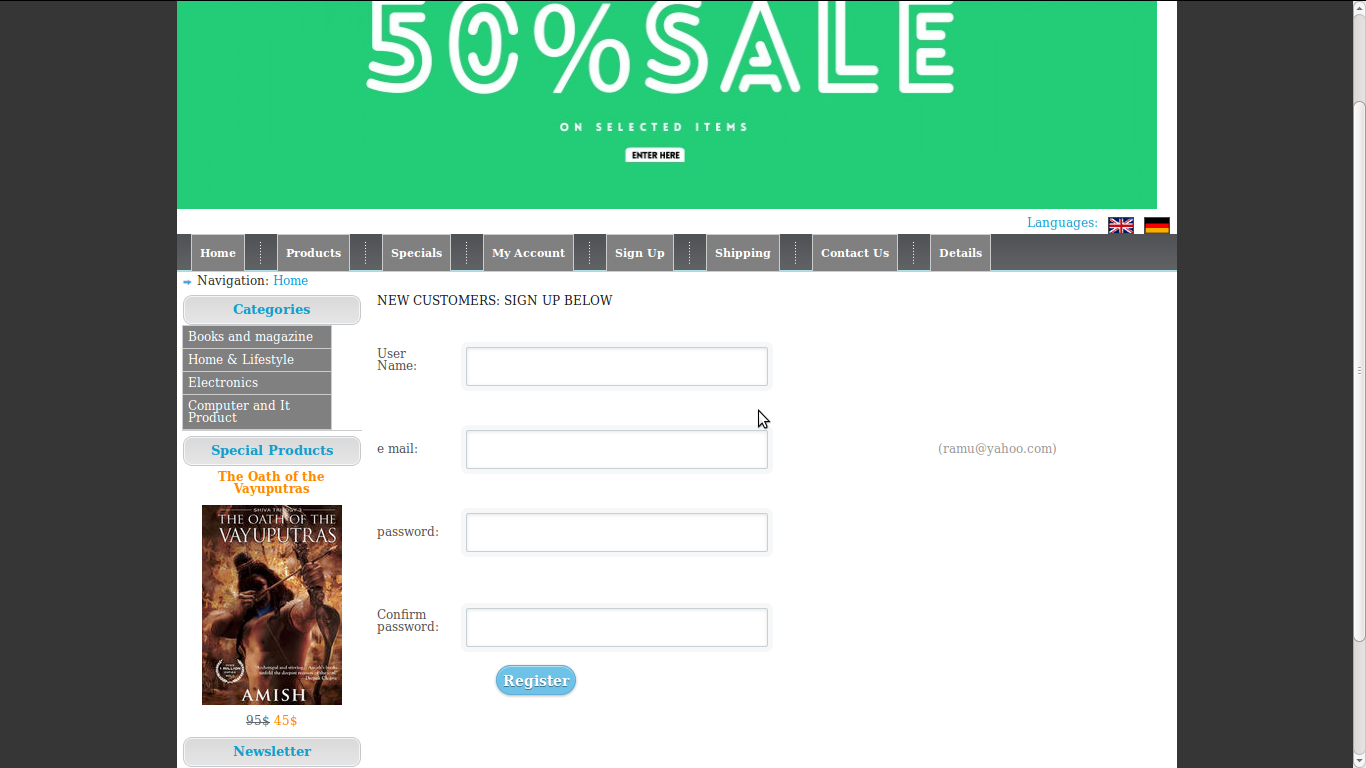 50%SALE
ON SELECTED ITEMS
ENTER HERE
Languages:
Home Products Specials My Account Sign Up Shipping Contact Us Details
Navigation: Home
Categories
Books and magazine
Home & Lifestyle
Electronics
Computer and It
Product
Special Products
The Oath of the
Vayuputras
SHIVA TRILOGY 3
THE OATH OF THE
VAYUPUTRAS
AMISH
95$ 45$
Newsletter
NEW CUSTOMERS: SIGN UP BELOW
User
Name:
e mail:
(ramu@yahoo.com)
password:
Confirm
password:
Register